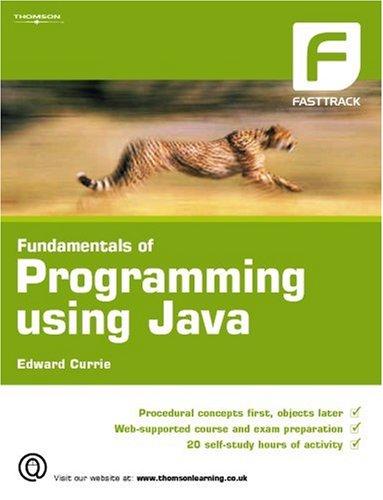 THOMSON
F
FASTTRACK
Fundamentals of
Programming
using Java
Edward Currie
Procedural concepts first, objects later ✓
Web-supported course and exam preparation ✓
20 self-study hours of activity ✓
@ Visit our website at: www.thomsonlearning.co.uk